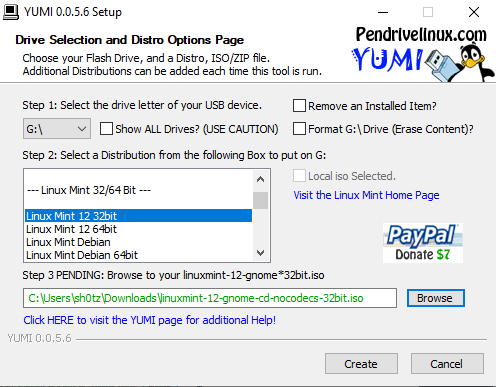 YUMI 0.0.5.6 Setup
Drive Selection and Distro Options Page
Choose your Flash Drive, and a Distro, ISO/ZIP file.
Additional Distributions can be added each time this tool is run.
Pendrivelinux.com
YUMI
Step 1: Select the drive letter of your USB device.
Remove an Installed Item?
G:\
Show ALL Drives? (USE CAUTION)
Format G:\ Drive (Erase Content)?
Step 2: Select a Distribution from the following Box to put on G:
--- Linux Mint 32/64 Bit ---
Linux Mint 12 32bit
Linux Mint 12 64bit
Linux Mint Debian
Linux Mint Debian 64bit
Local iso Selected.
Visit the Linux Mint Home Page
PayPal
Donate $7
Step 3 PENDING: Browse to your linuxmint-12-gnome*32bit.iso
C:\Users\sh0tz\Downloads\linuxmint-12-gnome-cd-nocodecs-32bit.iso
Browse
Click HERE to visit the YUMI page for additional Help!
YUMI 0.0.5.6
Create
Cancel